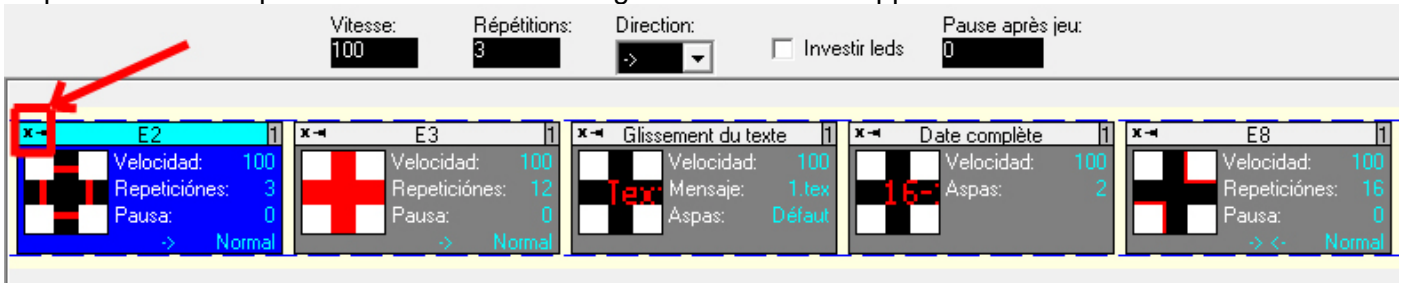 Vitesse: Répétitions: Direction: Pause après jeu:
100 3 -> Investir leds 0
x E2 1 x E3 1 x Glissement du texte 1 x Date complète 1 x E8 1
Velocidad: 100 Velocidad: 100 Velocidad: 100 Velocidad: 100 Velocidad: 100
Repeticiónes: 3 Repeticiónes: 12 Tex Mensaje: 1.tex 16- Aspas: 2 Repeticiónes: 16
Pausa: 0 Pausa: 0 Aspas: Défaut Pausa: 0
-> Normal -> Normal -> <- Normal